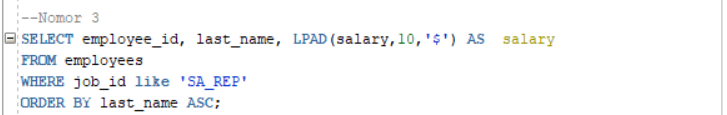 --Nomor 3
SELECT employee_id, last_name, LPAD(salary,10,'$') AS  salary
FROM employees
WHERE job_id like 'SA_REP'
ORDER BY last_name ASC;